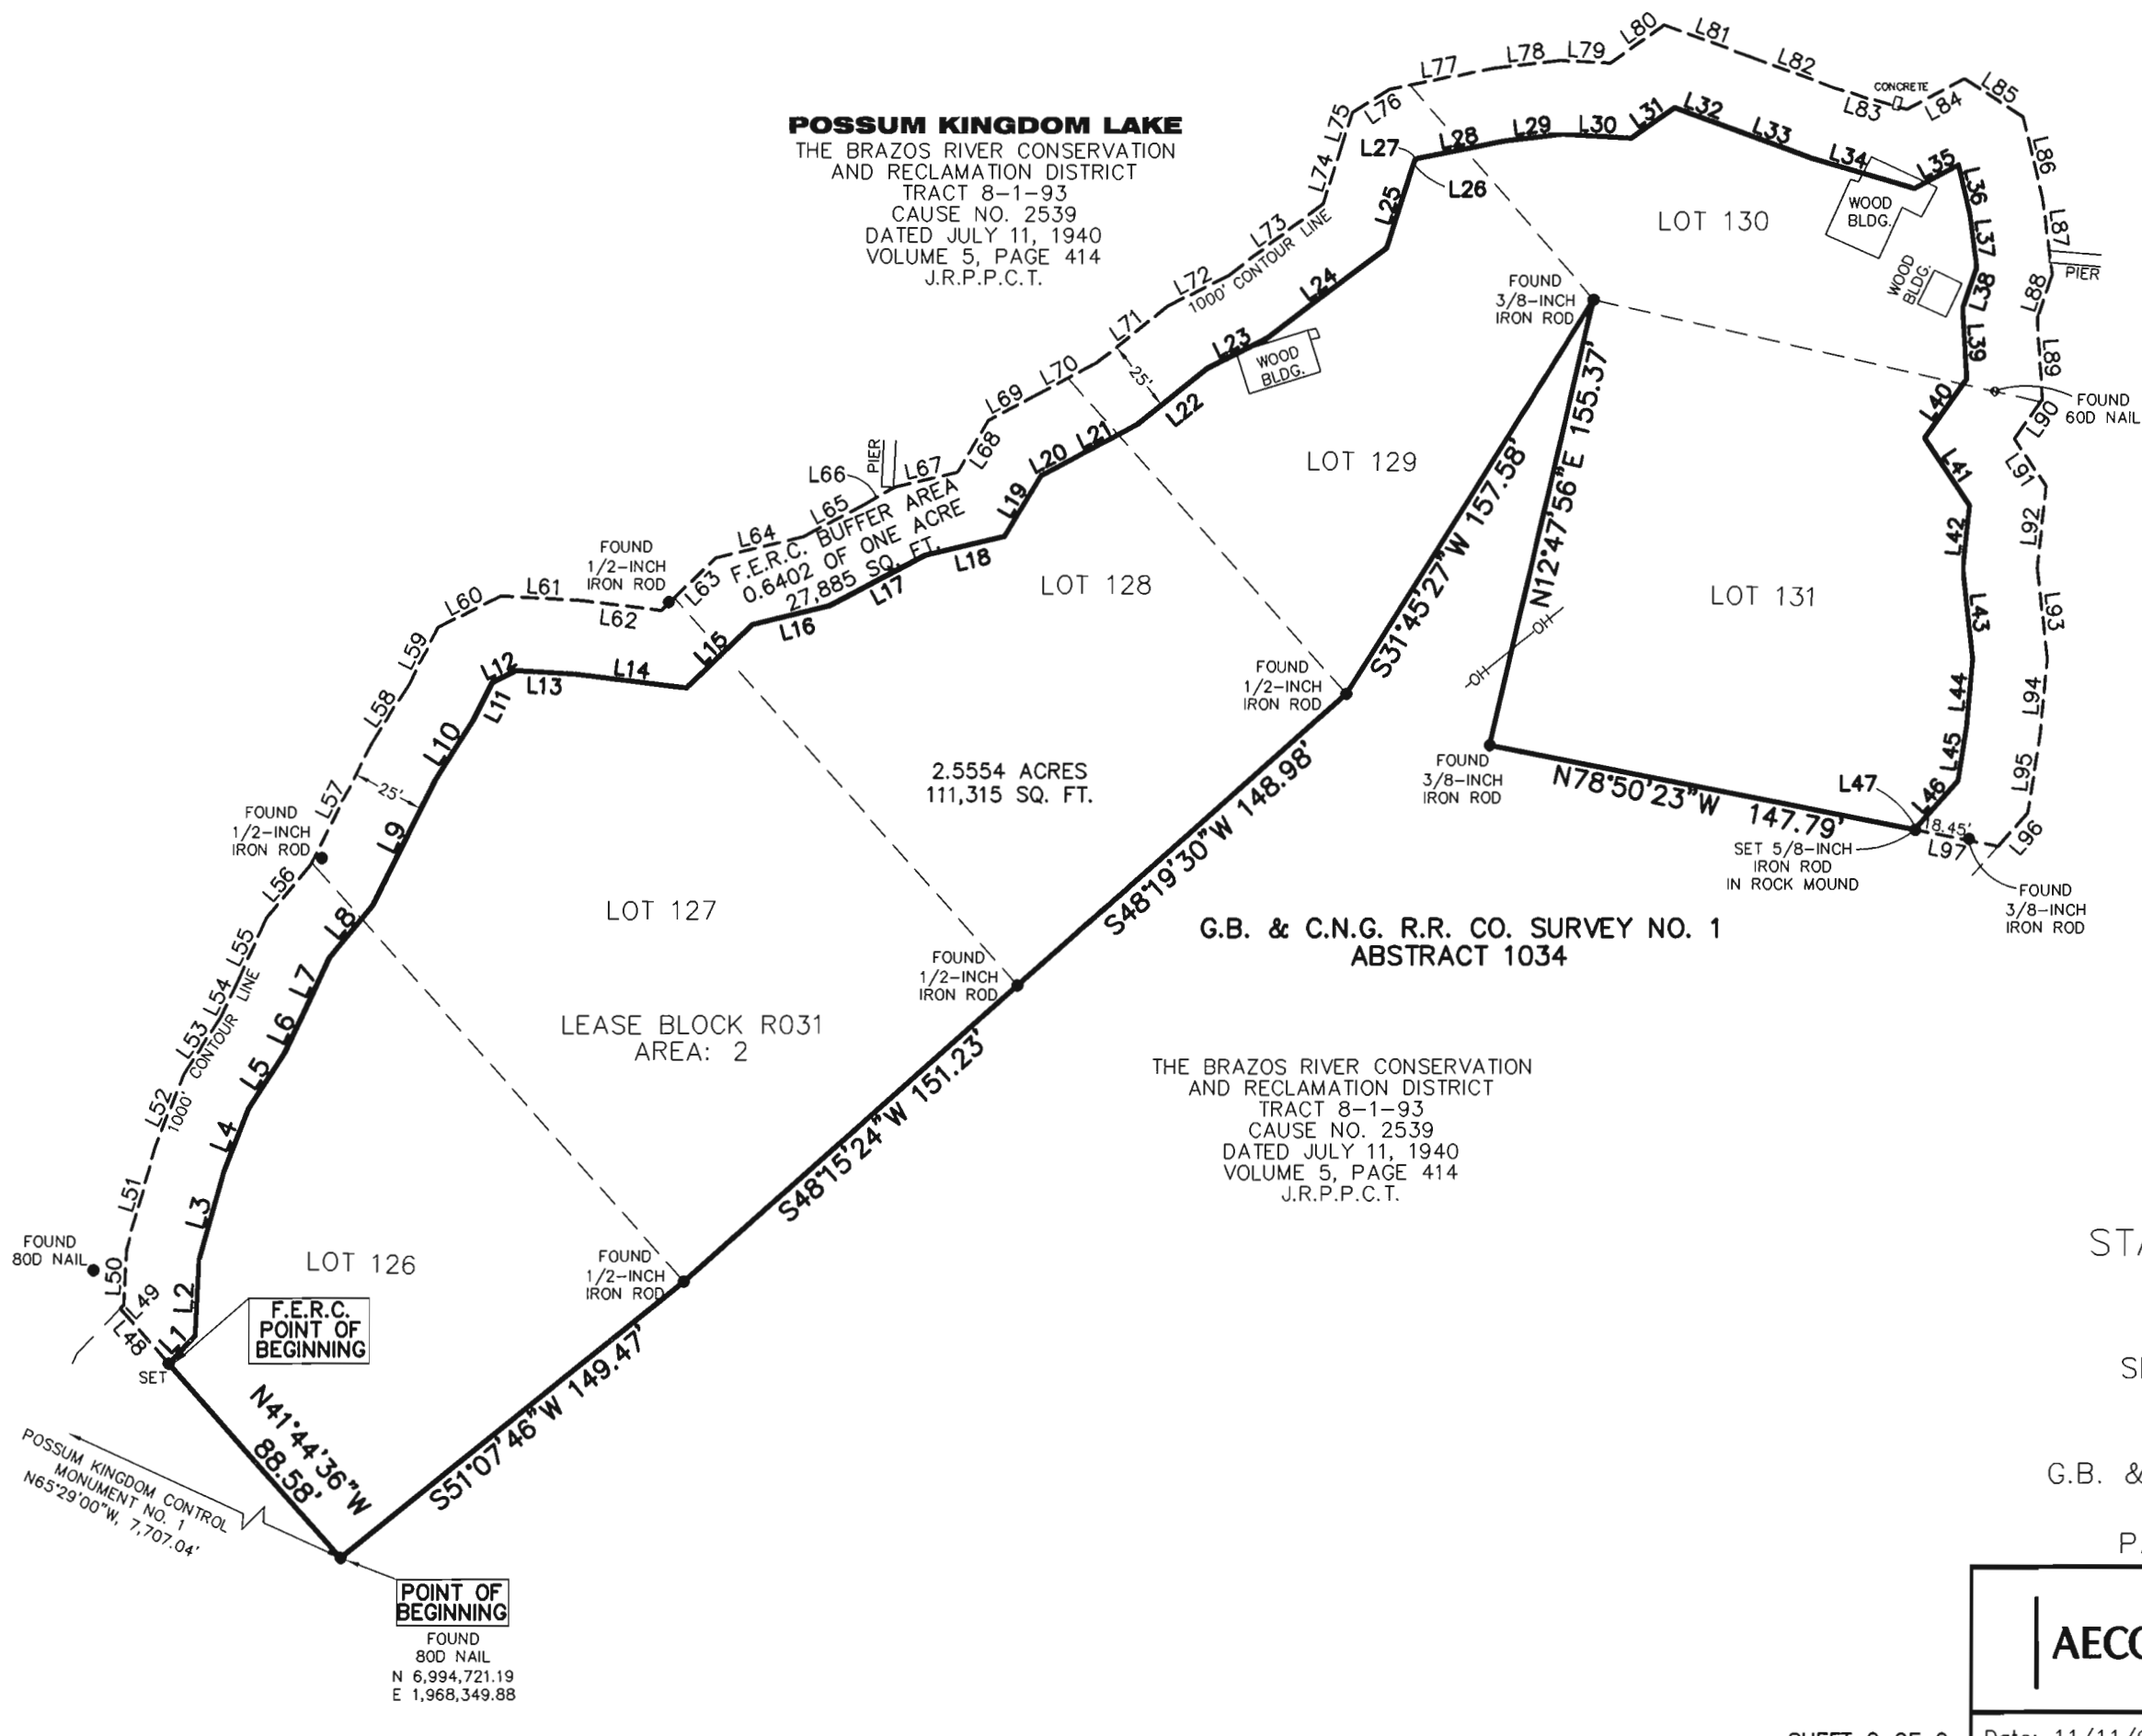 POSSUM KINGDOM LAKE
THE BRAZOS RIVER CONSERVATION
AND RECLAMATION DISTRICT
TRACT 8-1-93
CAUSE NO. 2539
DATED JULY 11, 1940
VOLUME 5, PAGE 414
J.R.P.P.C.T.
L74
L75
L76
L77
L78
L79
L80
L81
L82
CONCRETE
L83
L84
L85
L86
L87
PIER
L88
L89
L90
L91
L92
L93
L94
L95
L96
L97
18.45'
L25
L26
L27
L28
L29
L30
L31
L32
L33
L34
L35
L36
L37
L38
L39
L40
L41
L42
L43
L44
L45
L46
L47
LOT 130
WOOD
BLDG.
WOOD
BLDG.
FOUND
3/8-INCH
IRON ROD
FOUND
60D NAIL
L73
1000' CONTOUR LINE
L72
L71
L70
L69
L68
L67
PIER
L66
L65
L64
L63
25'
L24
L23
L22
L21
L20
L19
L18
L17
L16
L15
WOOD
BLDG.
F.E.R.C. BUFFER AREA
0.6402 OF ONE ACRE
27,885 SQ. FT.
FOUND
1/2-INCH
IRON ROD
LOT 129
LOT 128
LOT 131
S31°45'27"W 157.58'
N12°47'56"E 155.37'
-OH-
-OH-
FOUND
1/2-INCH
IRON ROD
FOUND
3/8-INCH
IRON ROD
N78°50'23"W 147.79'
SET 5/8-INCH
IRON ROD
IN ROCK MOUND
FOUND
3/8-INCH
IRON ROD
L62
L61
L60
L59
L58
L57
L56
L55
L54
L53
L52
L51
L50
L49
L48
L14
L13
L12
L11
L10
L9
L8
L7
L6
L5
L4
L3
L2
L1
25'
1000' CONTOUR LINE
2.5554 ACRES
111,315 SQ. FT.
S48°19'30"W 148.98'
FOUND
1/2-INCH
IRON ROD
LOT 127
G.B. & C.N.G. R.R. CO. SURVEY NO. 1
ABSTRACT 1034
FOUND
1/2-INCH
IRON ROD
LEASE BLOCK R031
AREA: 2
S48°15'24"W 151.23'
THE BRAZOS RIVER CONSERVATION
AND RECLAMATION DISTRICT
TRACT 8-1-93
CAUSE NO. 2539
DATED JULY 11, 1940
VOLUME 5, PAGE 414
J.R.P.P.C.T.
FOUND
80D NAIL
LOT 126
FOUND
1/2-INCH
IRON ROD
F.E.R.C.
POINT OF
BEGINNING
SET
N41°44'36"W
88.58'
S51°07'46"W 149.47'
POSSUM KINGDOM CONTROL
MONUMENT NO. 1
N65°29'00"W, 7,707.04'
POINT OF
BEGINNING
FOUND
80D NAIL
N 6,994,721.19
E 1,968,349.88
G.B. &